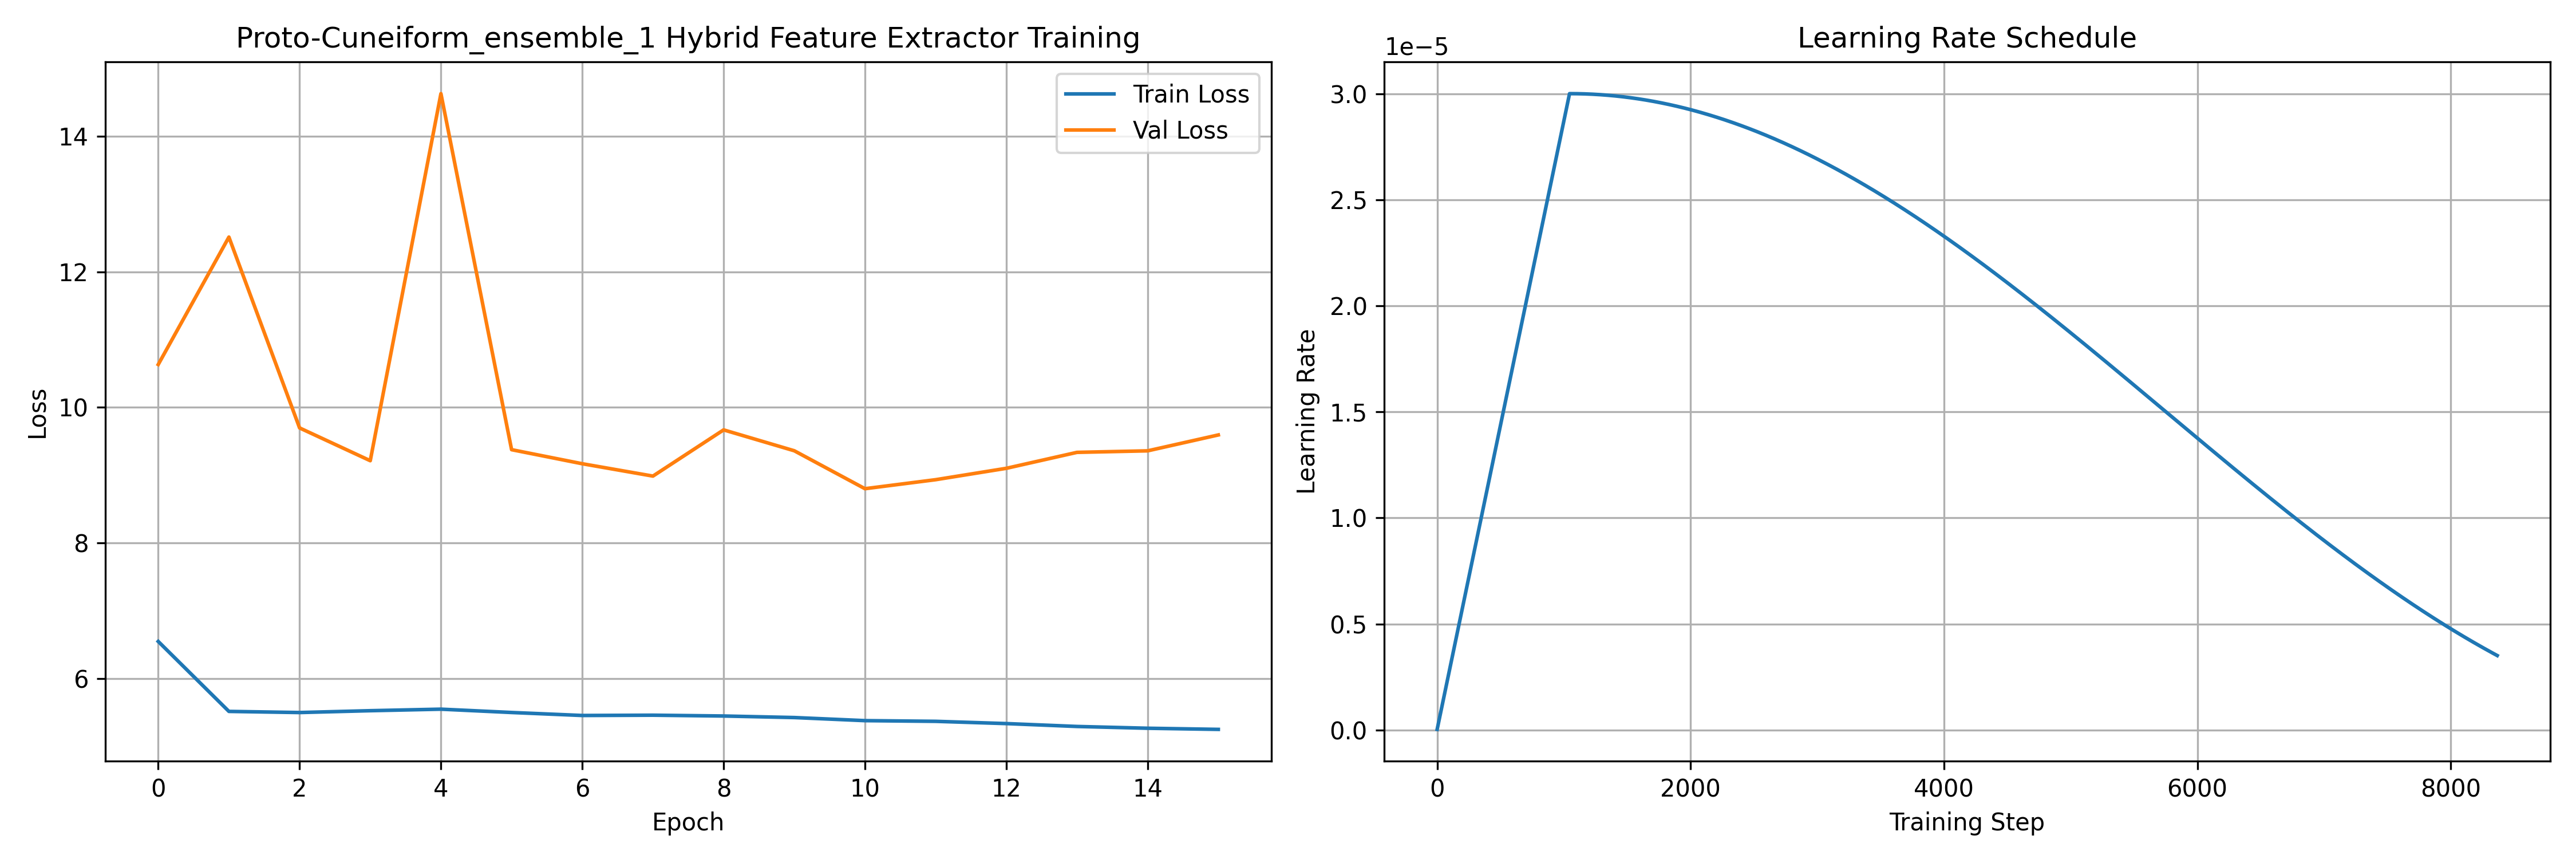 Proto-Cuneiform_ensemble_1 Hybrid Feature Extractor Training
Train Loss
Val Loss
14
12
10
8
6
Loss
0 2 4 6 8 10 12 14
Epoch
Learning Rate Schedule
1e−5
3.0
2.5
2.0
1.5
1.0
0.5
0.0
Learning Rate
0 2000 4000 6000 8000
Training Step